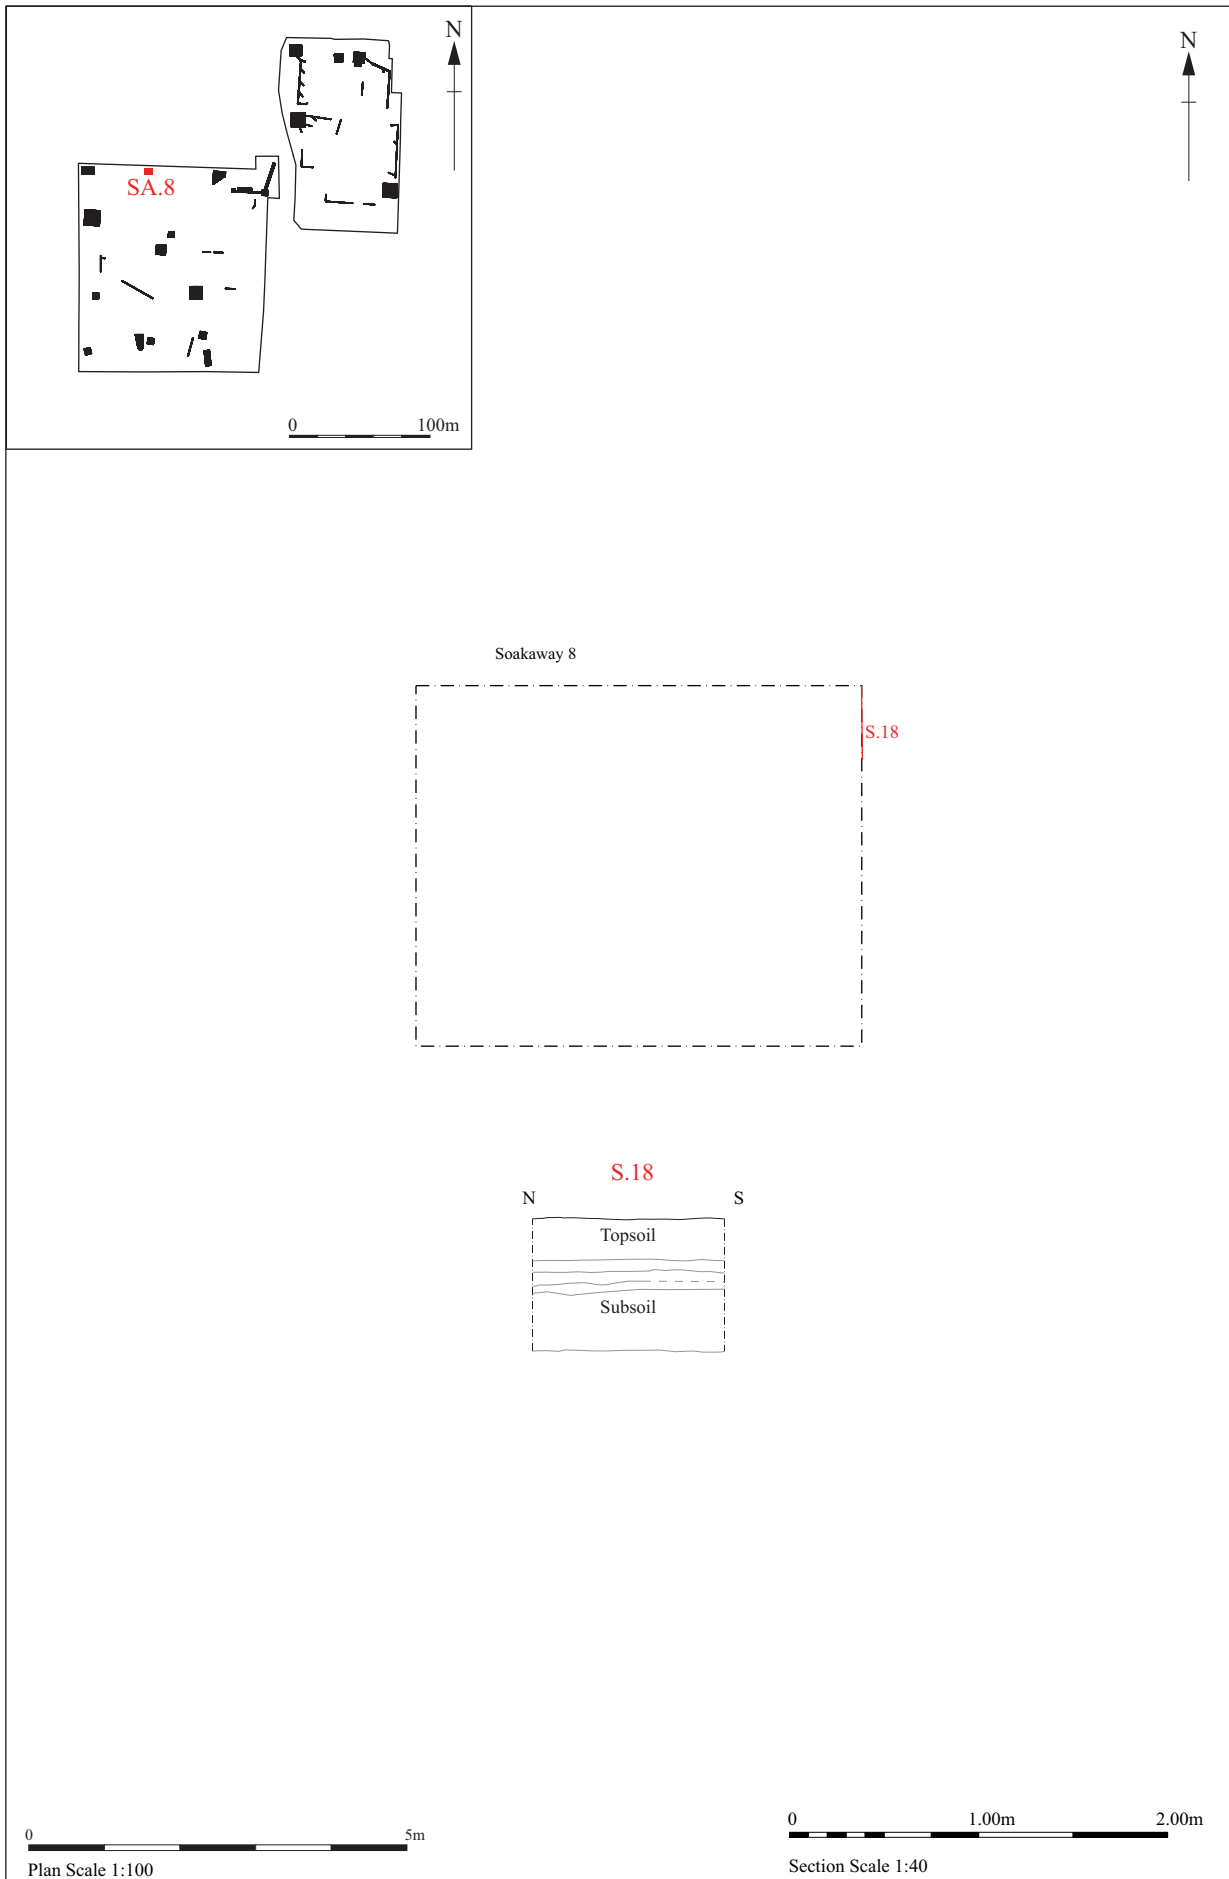 N
N
SA.8
0 100m
Soakaway 8
S.18
S.18
N S
Topsoil
Subsoil
0 5m
Plan Scale 1:100
0 1.00m 2.00m
Section Scale 1:40